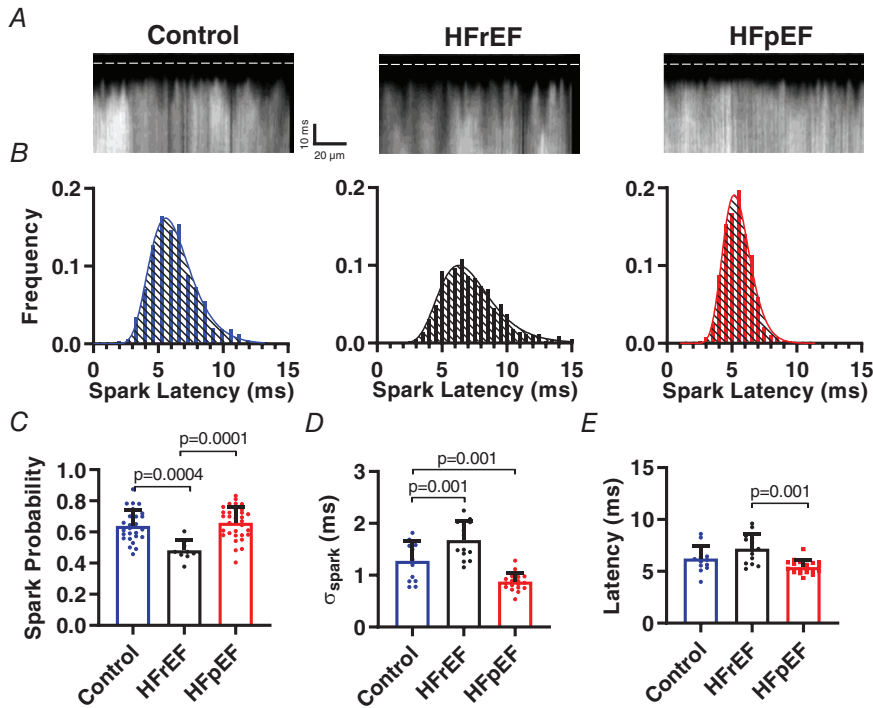 A
Control HFrEF HFpEF
10 ms
20 µm
B
Frequency
0.2 0.2 0.2
0.1 0.1 0.1
0.0 0.0 0.0
0 5 10 15 0 5 10 15 0 5 10 15
Spark Latency (ms) Spark Latency (ms) Spark Latency (ms)
C
Spark Probability
1.0
0.8
0.6
0.4
0.2
0.0
p=0.0001
p=0.0004
Control HFrEF HFpEF
D
σspark (ms)
3
2
1
0
p=0.001
p=0.001
Control HFrEF HFpEF
E
Latency (ms)
15
10
5
0
p=0.001
Control HFrEF HFpEF